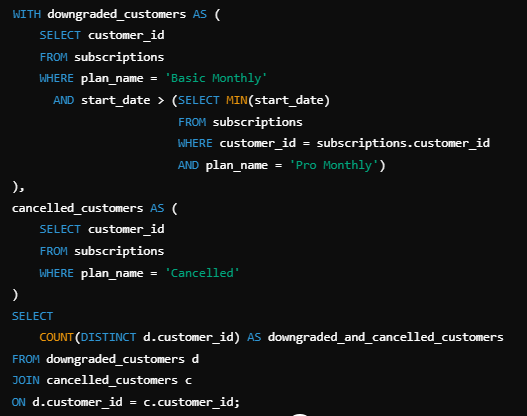 WITH downgraded_customers AS (
    SELECT customer_id
    FROM subscriptions
    WHERE plan_name = 'Basic Monthly'
      AND start_date > (SELECT MIN(start_date)
                        FROM subscriptions
                        WHERE customer_id = subscriptions.customer_id
                        AND plan_name = 'Pro Monthly')
),
cancelled_customers AS (
    SELECT customer_id
    FROM subscriptions
    WHERE plan_name = 'Cancelled'
)
SELECT
    COUNT(DISTINCT d.customer_id) AS downgraded_and_cancelled_customers
FROM downgraded_customers d
JOIN cancelled_customers c
ON d.customer_id = c.customer_id;